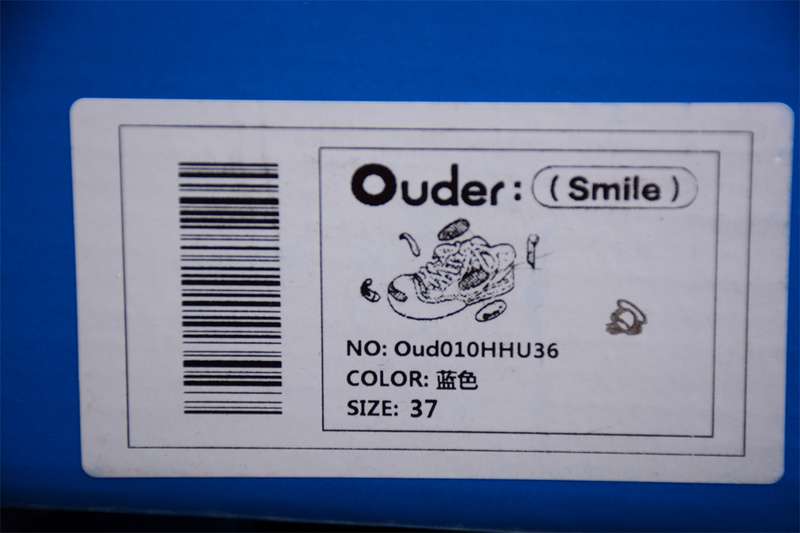 Ouder: ( Smile )
NO: Oud010HHU36
COLOR: 蓝色
SIZE: 37